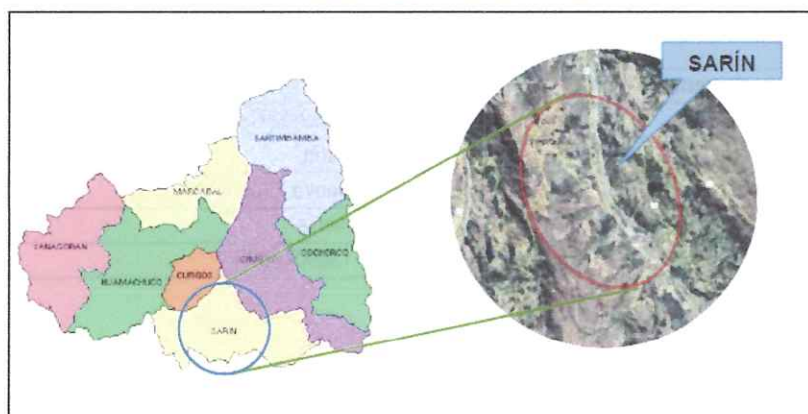 SARÍN
SARTIMBAMBA
MARCABAL
SANAGORAN
COCHORCO
HUAMACHUCO
CURGOS
SARIN